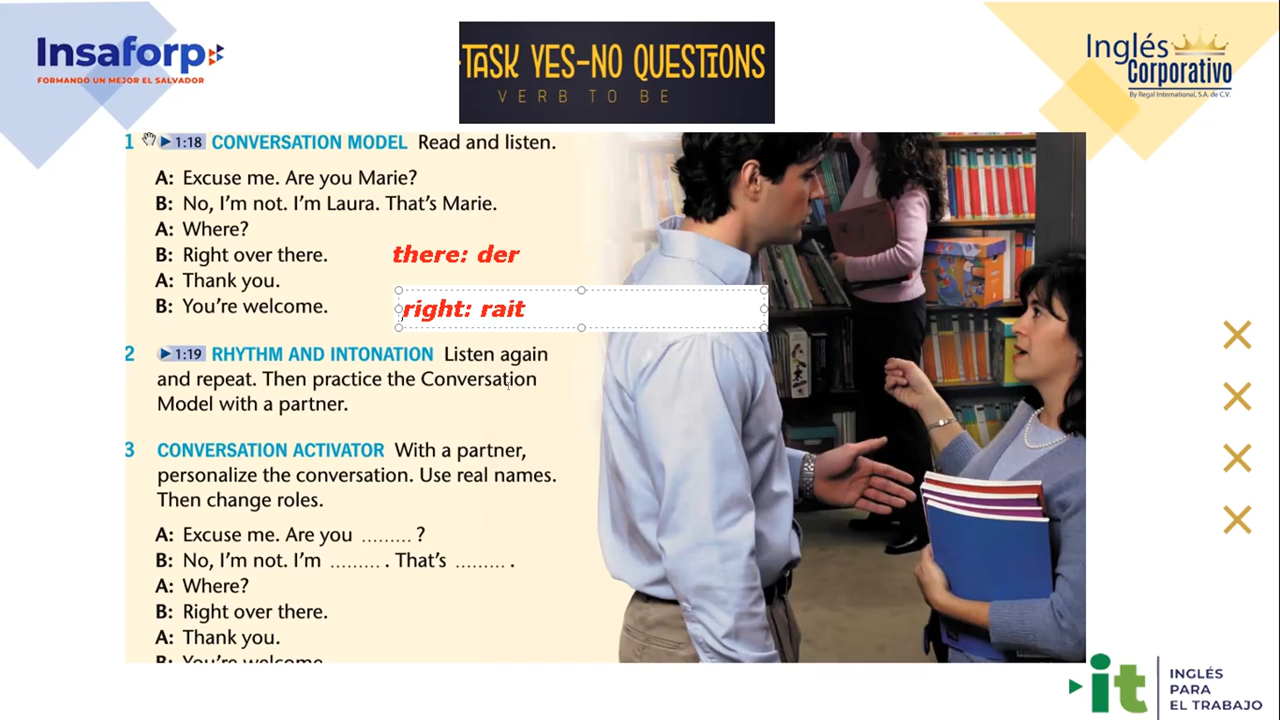 Insaforp
FORMANDO UN MEJOR EL SALVADOR
TASK YES-NO QUESTIONS
VERB TO BE
Inglés
Corporativo
By Regal International, S.A. de C.V.
1 1:18 CONVERSATION MODEL Read and listen.
A: Excuse me. Are you Marie?
B: No, I'm not. I'm Laura. That's Marie.
A: Where?
B: Right over there.
there: der
A: Thank you.
B: You're welcome.
right: rait
2 1:19 RHYTHM AND INTONATION Listen again
and repeat. Then practice the Conversation
Model with a partner.
3 CONVERSATION ACTIVATOR With a partner,
personalize the conversation. Use real names.
Then change roles.
A: Excuse me. Are you ......... ?
B: No, I'm not. I'm ......... . That's ......... .
A: Where?
B: Right over there.
A: Thank you.
B: You're welcome
it
INGLÉS
PARA
EL TRABAJO